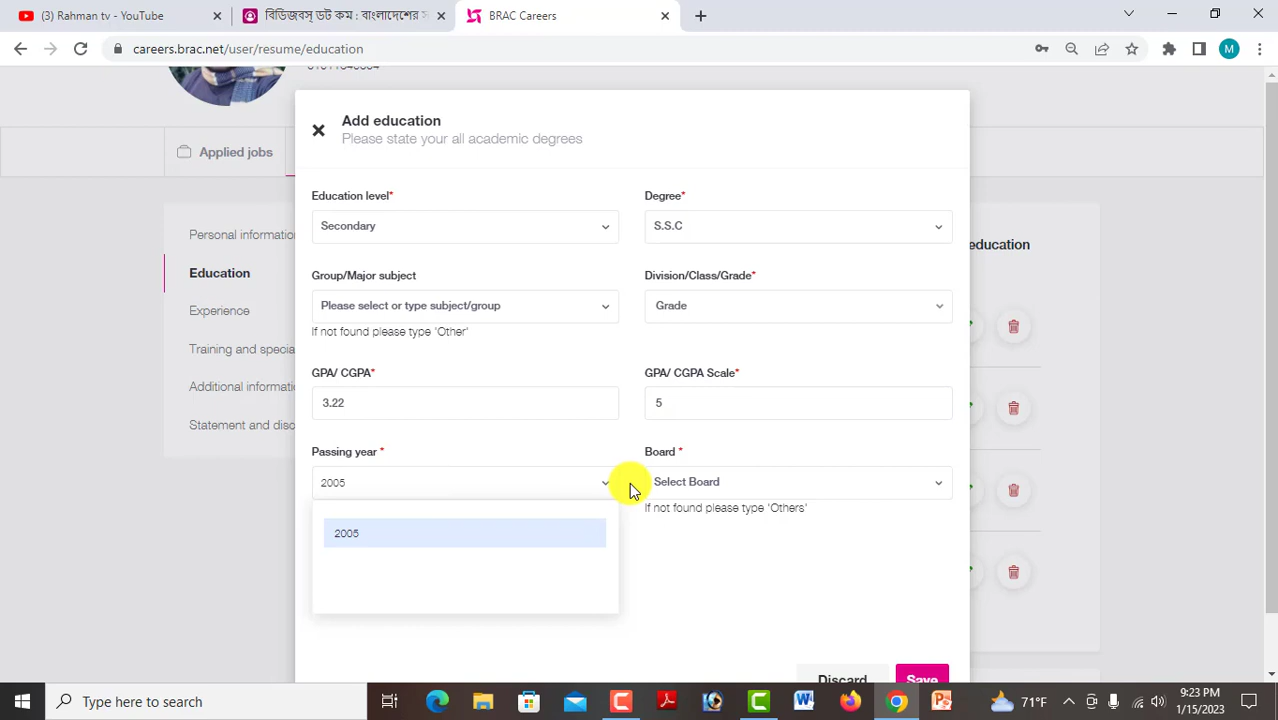 (3) Rahman tv - YouTube
বিডিজবস্ ডট কম : বাংলাদেশের স
BRAC Careers
careers.brac.net/user/resume/education
M
Add education
Please state your all academic degrees
Applied jobs
Education level*
Degree*
Secondary
S.S.C
Personal information
education
Education
Group/Major subject
Division/Class/Grade*
Please select or type subject/group
Grade
Experience
If not found please type 'Other'
Training and specia
GPA/ CGPA*
GPA/ CGPA Scale*
Additional informatio
3.22
5
Statement and disc
Passing year *
Board *
2005
Select Board
If not found please type 'Others'
2005
Discard
Save
Type here to search
71°F
9:23 PM
1/15/2023